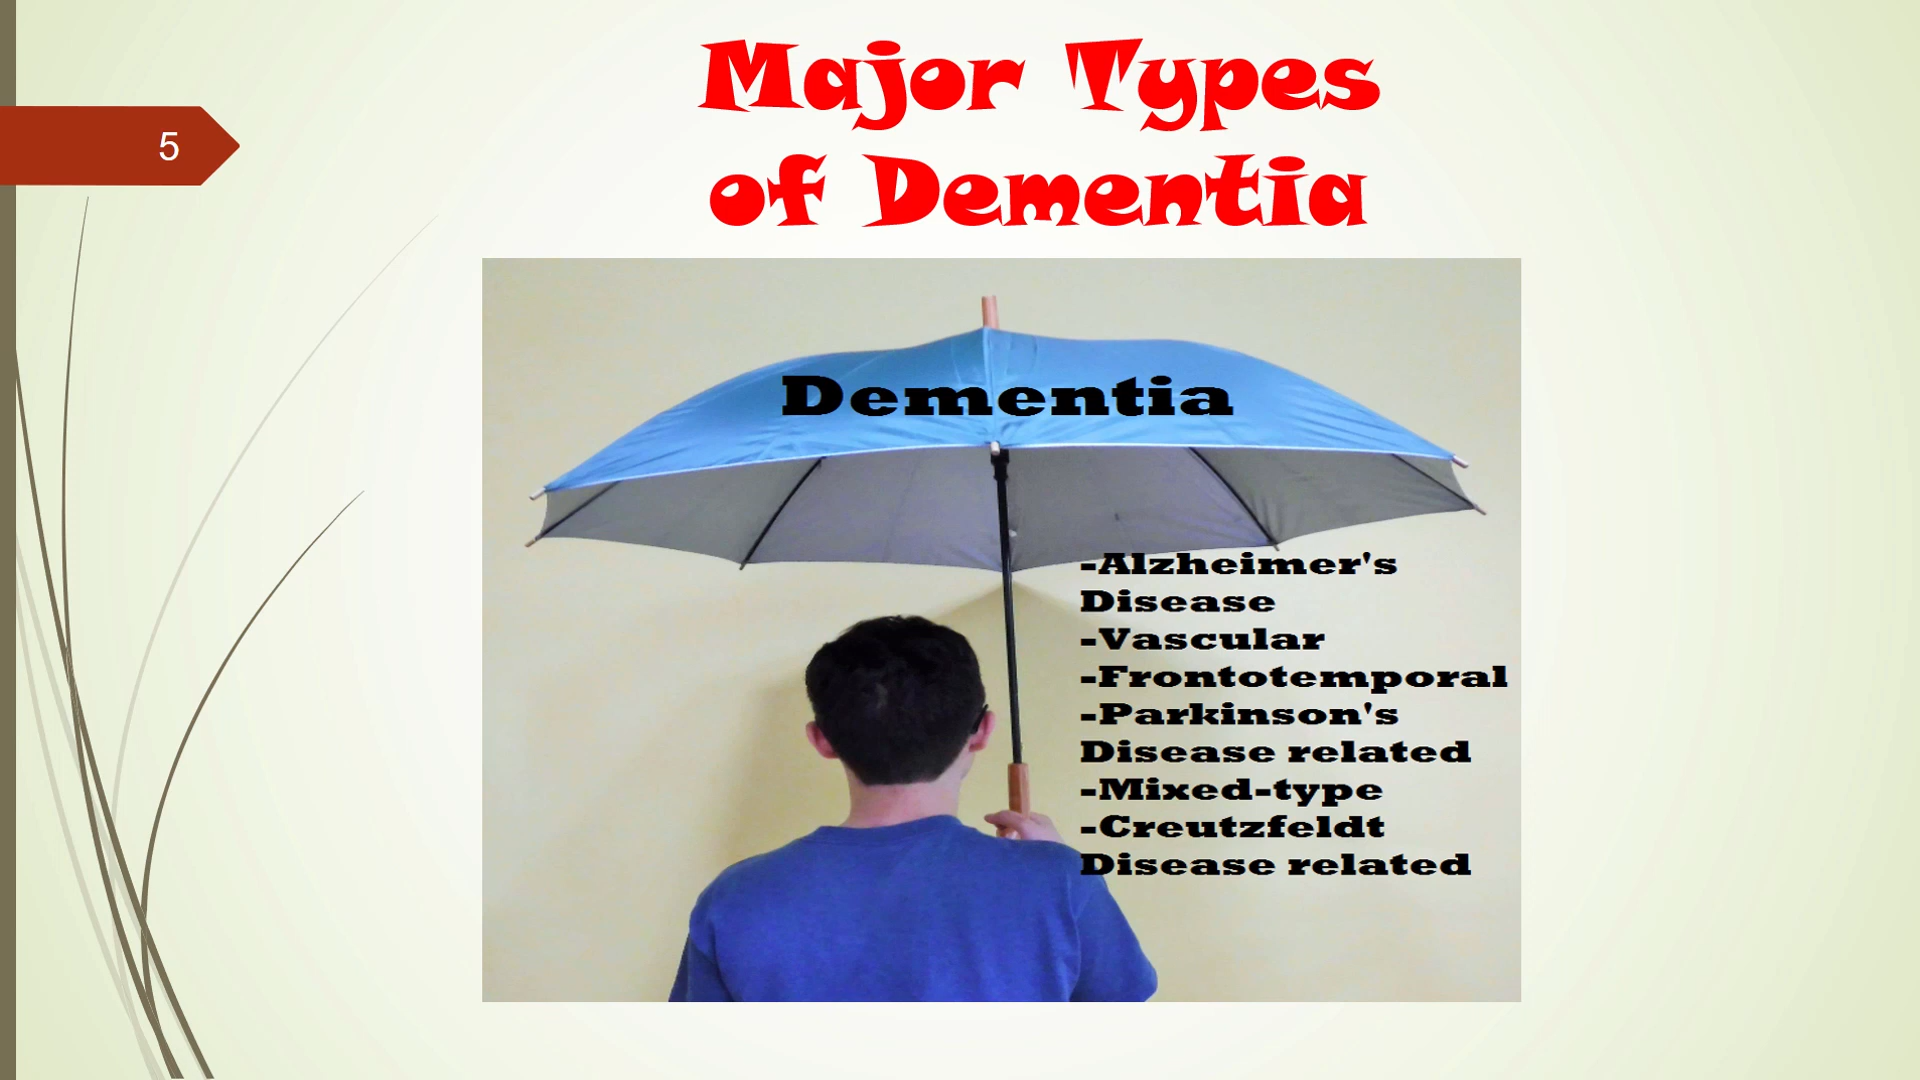 5
Major Types
of Dementia
Dementia
-Alzheimer's
Disease
-Vascular
-Frontotemporal
-Parkinson's
Disease related
-Mixed-type
-Creutzfeldt
Disease related